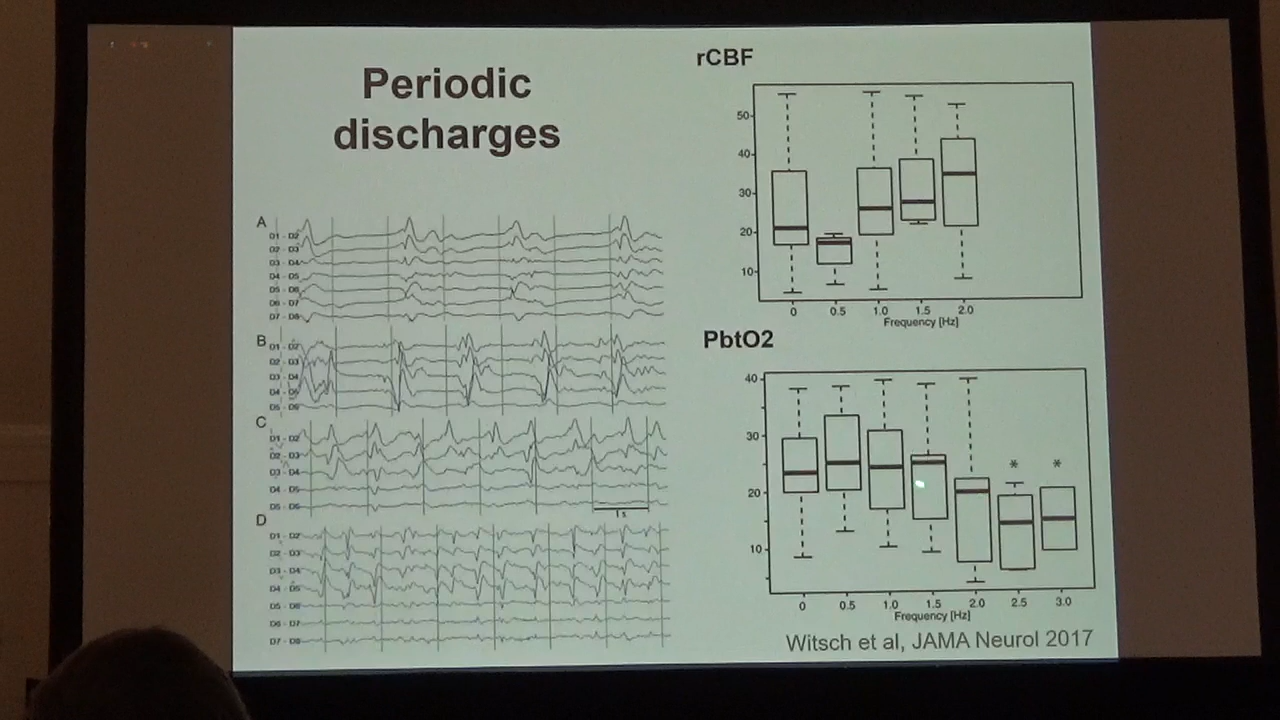 Periodic
discharges
A
D1 - D2
D2 - D3
D3 - D4
D4 - D5
D5 - D6
D6 - D7
D7 - D8
B
D1 - D2
D2 - D3
D3 - D4
D4 - D5
D5 - D6
C
D1 - D2
D2 - D3
D3 - D4
D4 - D5
D5 - D6
1 s
D
D1 - D2
D2 - D3
D3 - D4
D4 - D5
D5 - D6
D6 - D7
D7 - D8
rCBF
50
40
30
20
10
0 0.5 1.0 1.5 2.0
Frequency [Hz]
PbtO2
40
30
20
10
* *
0 0.5 1.0 1.5 2.0 2.5 3.0
Frequency [Hz]
Witsch et al, JAMA Neurol 2017